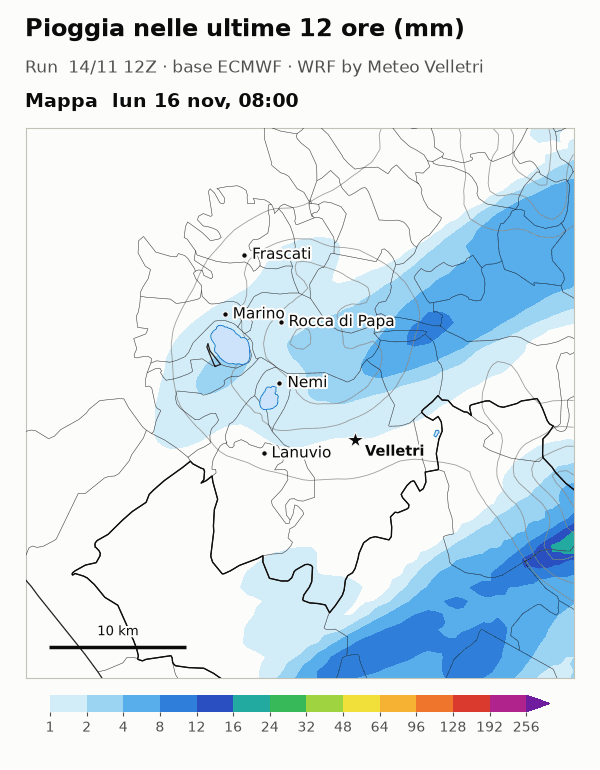 Pioggia nelle ultime 12 ore (mm)
Run  14/11 12Z · base ECMWF · WRF by Meteo Velletri
Mappa  lun 16 nov, 08:00
Frascati
Marino
Rocca di Papa
Nemi
Velletri
Lanuvio
10 km
1 2 4 8 12 16 24 32 48 64 96 128 192 256